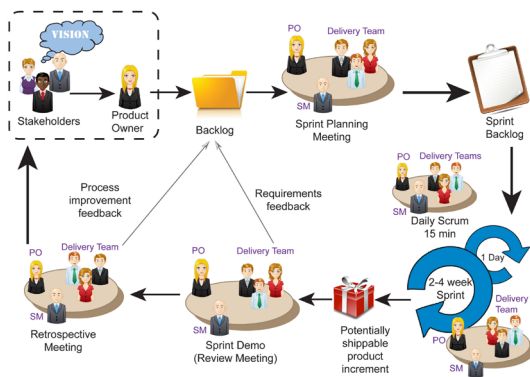 VISION
Stakeholders
Product
Owner
Backlog
PO
Delivery Team
SM
Sprint Planning
Meeting
Sprint
Backlog
PO
Delivery Teams
SM
Daily Scrum
15 min
1 Day
2-4 week
Sprint
Delivery
Team
PO
SM
Potentially
shippable
product
increment
PO
Delivery Team
SM
Sprint Demo
(Review Meeting)
Requirements
feedback
Process
improvement
feedback
PO
Delivery Team
SM
Retrospective
Meeting